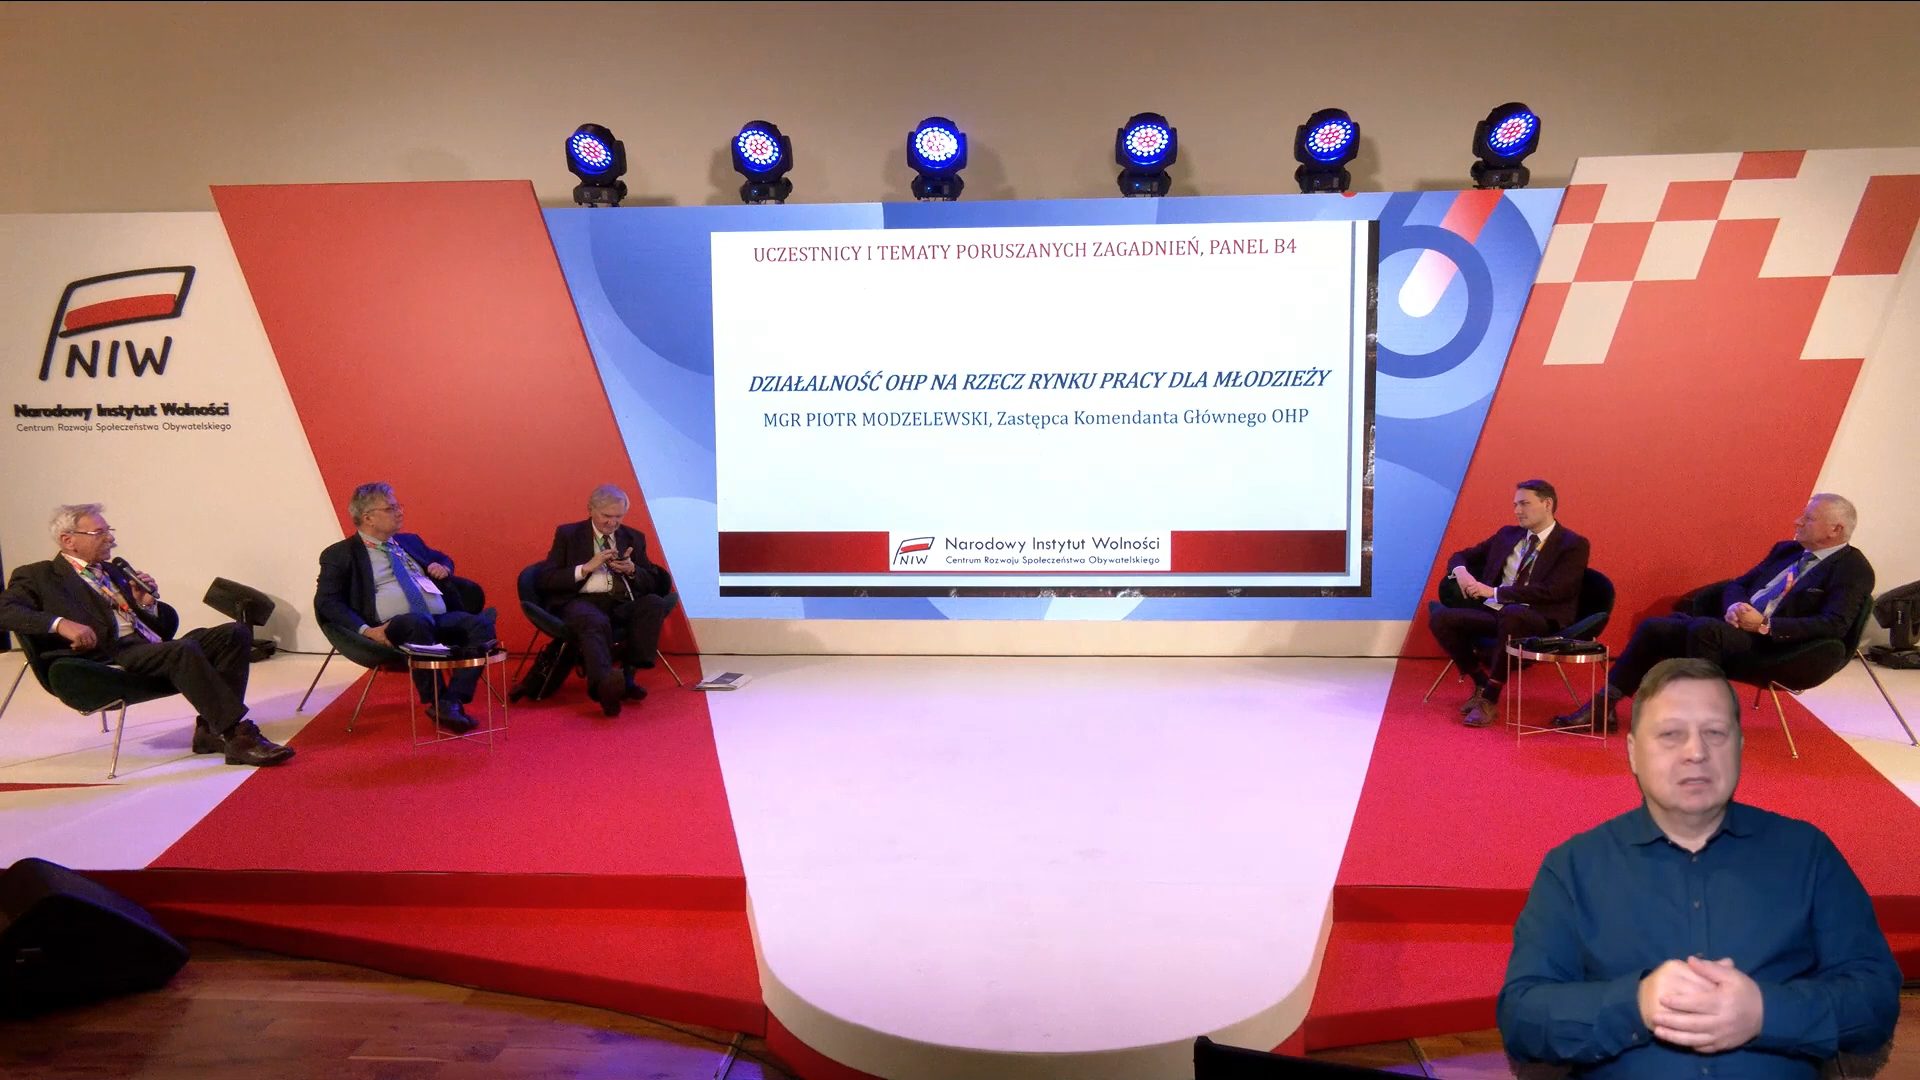 UCZESTNICY I TEMATY PORUSZANYCH ZAGADNIEŃ, PANEL B4
DZIAŁALNOŚĆ OHP NA RZECZ RYNKU PRACY DLA MŁODZIEŻY
MGR PIOTR MODZELEWSKI, Zastępca Komendanta Głównego OHP
NIW
Narodowy Instytut Wolności
Centrum Rozwoju Społeczeństwa Obywatelskiego
NIW
Narodowy Instytut Wolności
Centrum Rozwoju Społeczeństwa Obywatelskiego